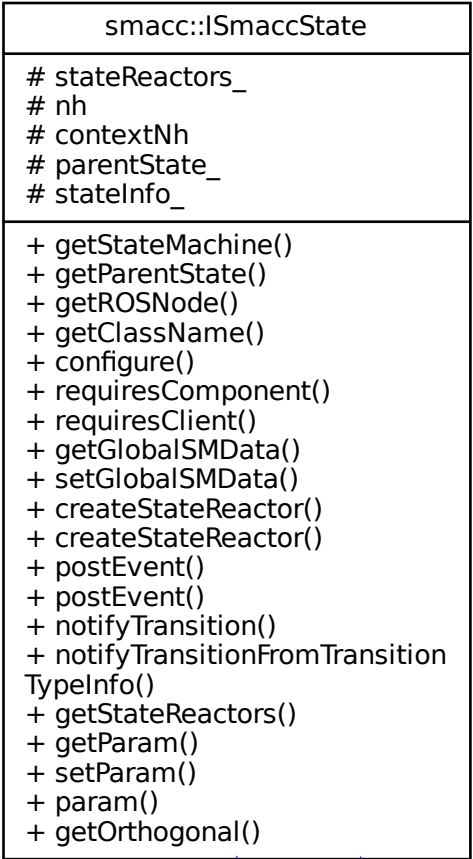 smacc::ISmaccState
# stateReactors_
# nh
# contextNh
# parentState_
# stateInfo_
+ getStateMachine()
+ getParentState()
+ getROSNode()
+ getClassName()
+ configure()
+ requiresComponent()
+ requiresClient()
+ getGlobalSMData()
+ setGlobalSMData()
+ createStateReactor()
+ createStateReactor()
+ postEvent()
+ postEvent()
+ notifyTransition()
+ notifyTransitionFromTransition
TypeInfo()
+ getStateReactors()
+ getParam()
+ setParam()
+ param()
+ getOrthogonal()